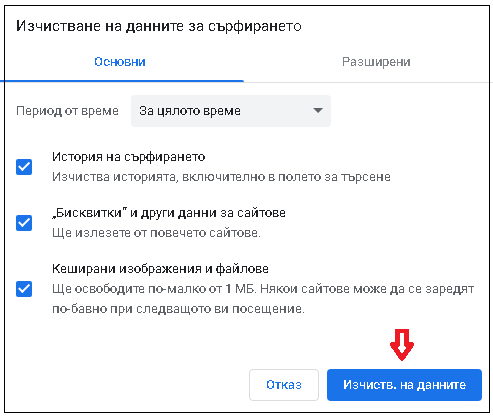 Изчистване на данните за сърфирането
Основни
Разширени
Период от време
За цялото време
История на сърфирането
Изчиства историята, включително в полето за търсене
„Бисквитки“ и други данни за сайтове
Ще излезете от повечето сайтове.
Кеширани изображения и файлове
Ще освободите по-малко от 1 МБ. Някои сайтове може да се заредят
по-бавно при следващото ви посещение.
Отказ
Изчиств. на данните